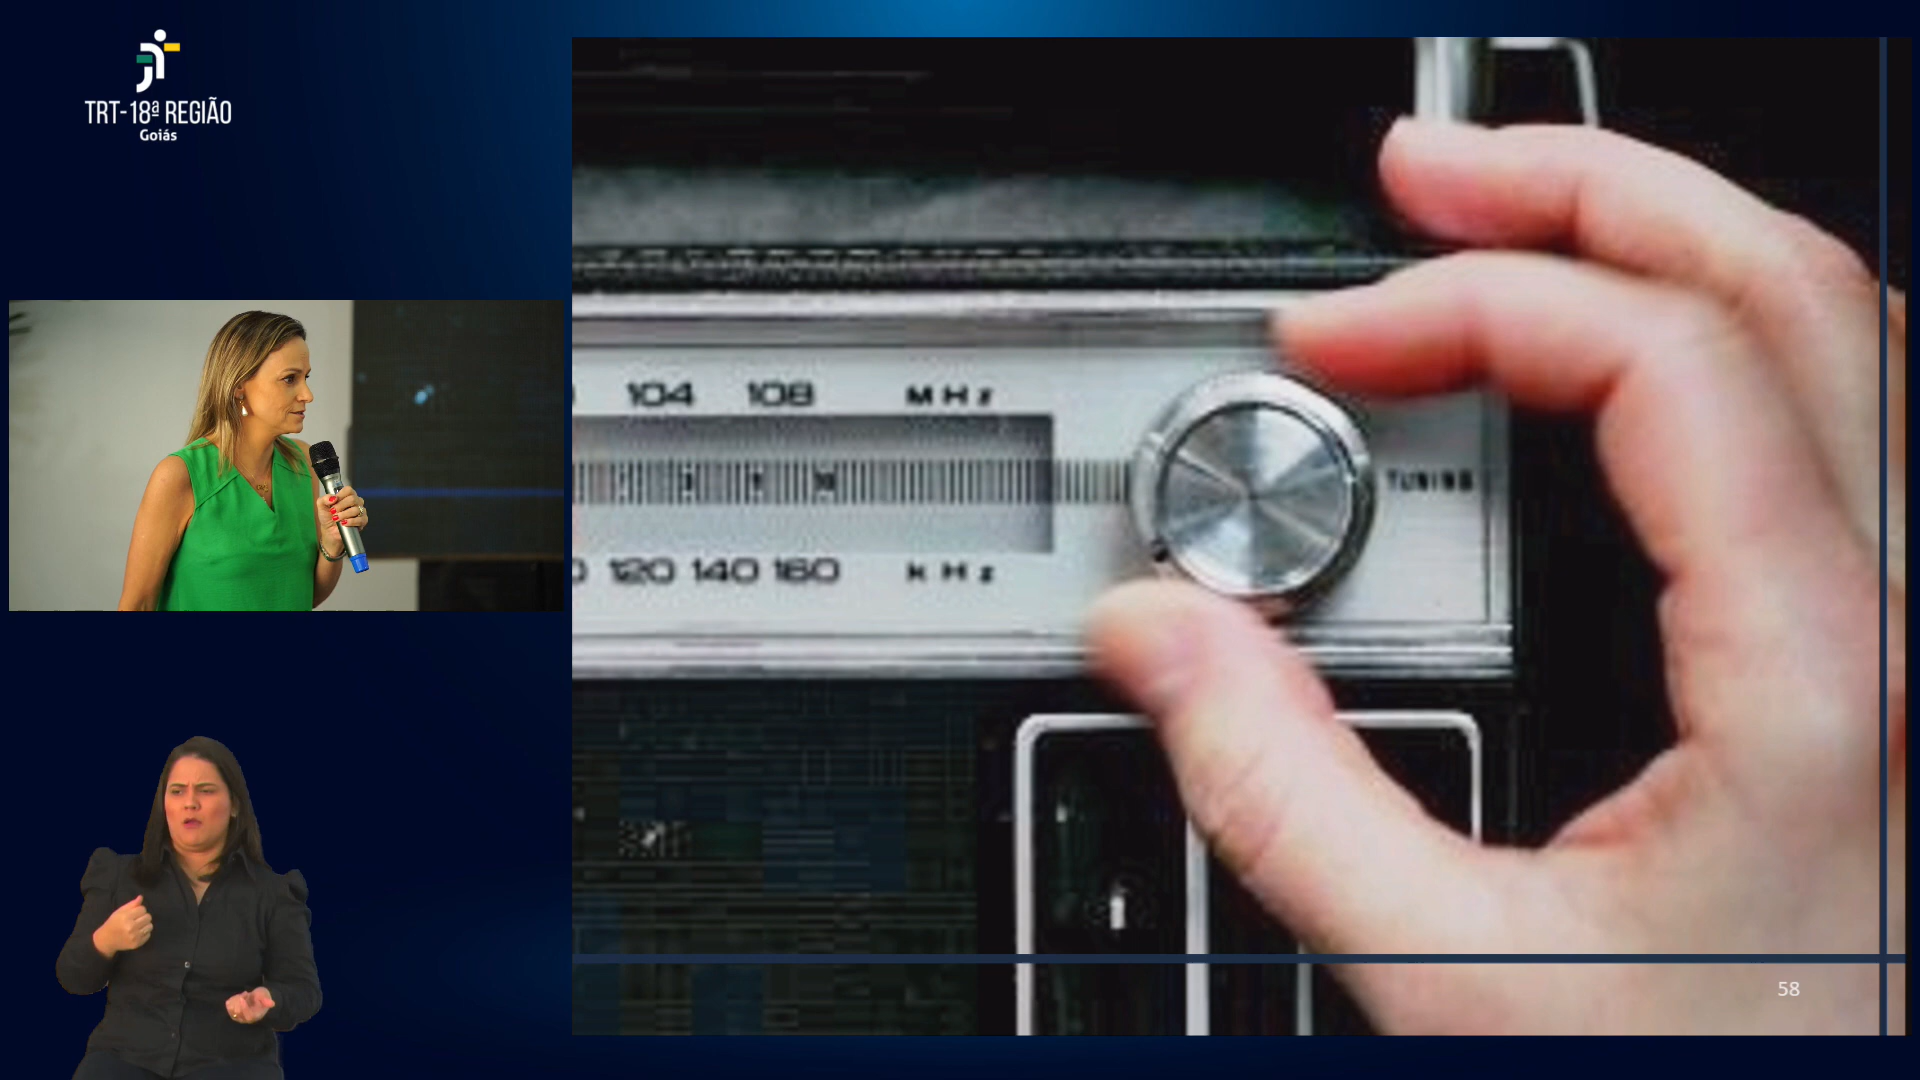 TRT-18ª REGIÃO
Goiás
104 108 MHz
TUNING
120 140 160 kHz
58